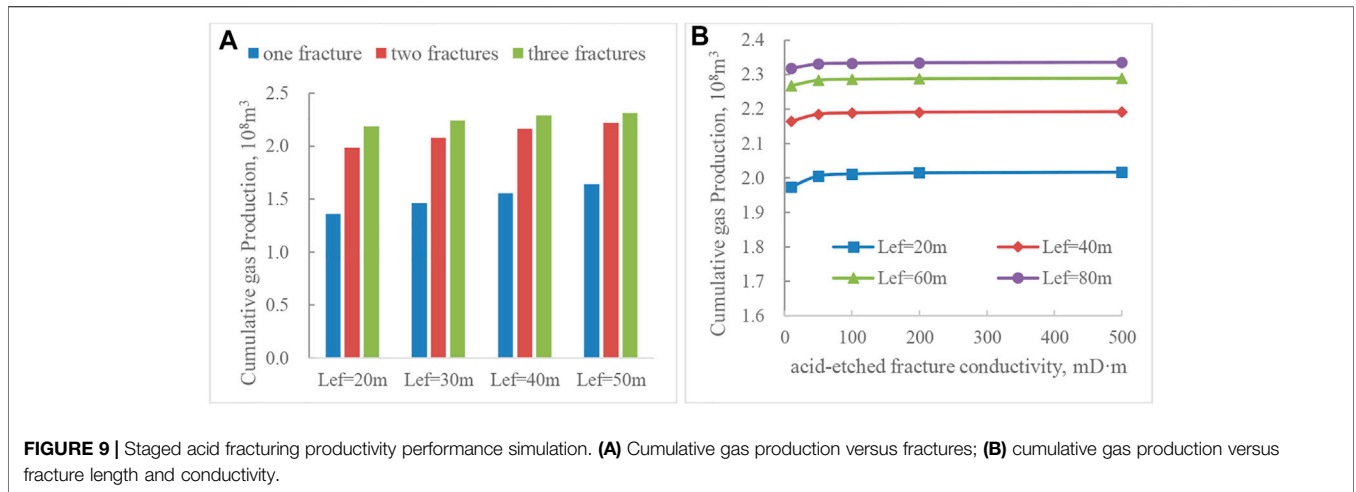 A
one fracture two fractures three fractures
Cumulative gas Production, 10⁸m³
2.5
2.0
1.5
1.0
0.5
0.0
Lef=20m Lef=30m Lef=40m Lef=50m
B
Cumulative gas Production, 10⁸m³
2.4
2.3
2.2
2.1
2.0
1.9
1.8
1.7
1.6
Lef=20m Lef=40m
Lef=60m Lef=80m
0 100 200 300 400 500
acid-etched fracture conductivity, mD·m
FIGURE 9 | Staged acid fracturing productivity performance simulation. (A) Cumulative gas production versus fractures; (B) cumulative gas production versus
fracture length and conductivity.